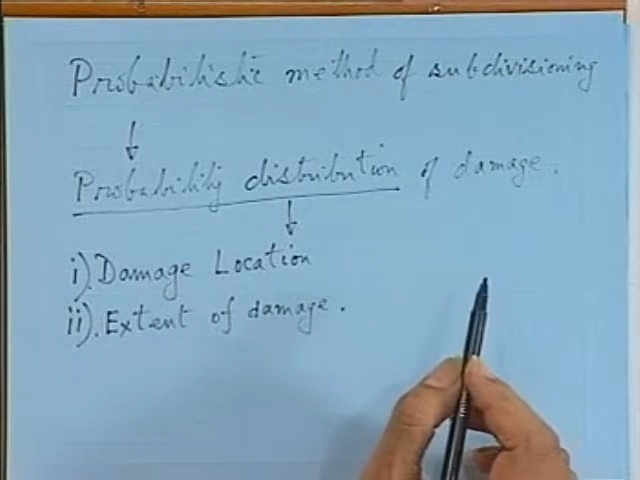 Probabilistic method of subdivisioning
↓
Probability distribution of damage.
↓
i). Damage Location
ii). Extent of damage.